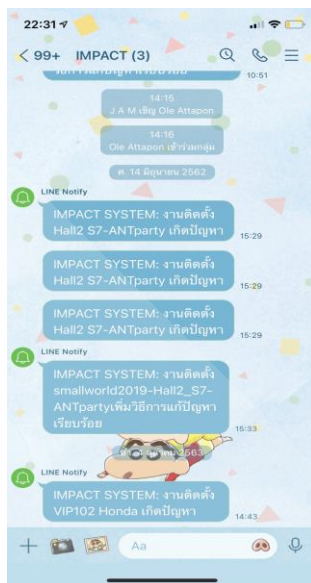 22:31
99+ IMPACT (3)
10:51
14:15
J A M เชิญ Ole Attapon
14:16
Ole Attapon เข้าร่วมกลุ่ม
ศ. 14 มิถุนายน 2562
LINE Notify
IMPACT SYSTEM: งานติดตั้ง
Hall2 S7-ANTparty เกิดปัญหา
15:29
IMPACT SYSTEM: งานติดตั้ง
Hall2 S7-ANTparty เกิดปัญหา
15:29
IMPACT SYSTEM: งานติดตั้ง
Hall2 S7-ANTparty เกิดปัญหา
15:29
LINE Notify
IMPACT SYSTEM: งานติดตั้ง
smallworld2019-Hall2_S7-
ANTpartyเพิ่มวิธีการแก้ปัญหา
เรียบร้อย
15:33
2563
LINE Notify
IMPACT SYSTEM: งานติดตั้ง
VIP102 Honda เกิดปัญหา
14:43
Aa